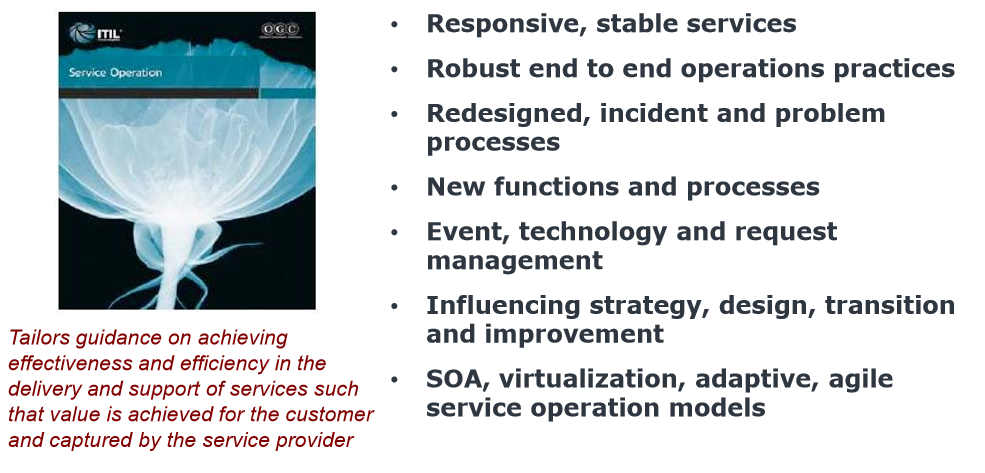 ITIL®
OGC
Service Operation
Tailors guidance on achieving
effectiveness and efficiency in the
delivery and support of services such
that value is achieved for the customer
and captured by the service provider
• Responsive, stable services
• Robust end to end operations practices
• Redesigned, incident and problem
processes
• New functions and processes
• Event, technology and request
management
• Influencing strategy, design, transition
and improvement
• SOA, virtualization, adaptive, agile
service operation models